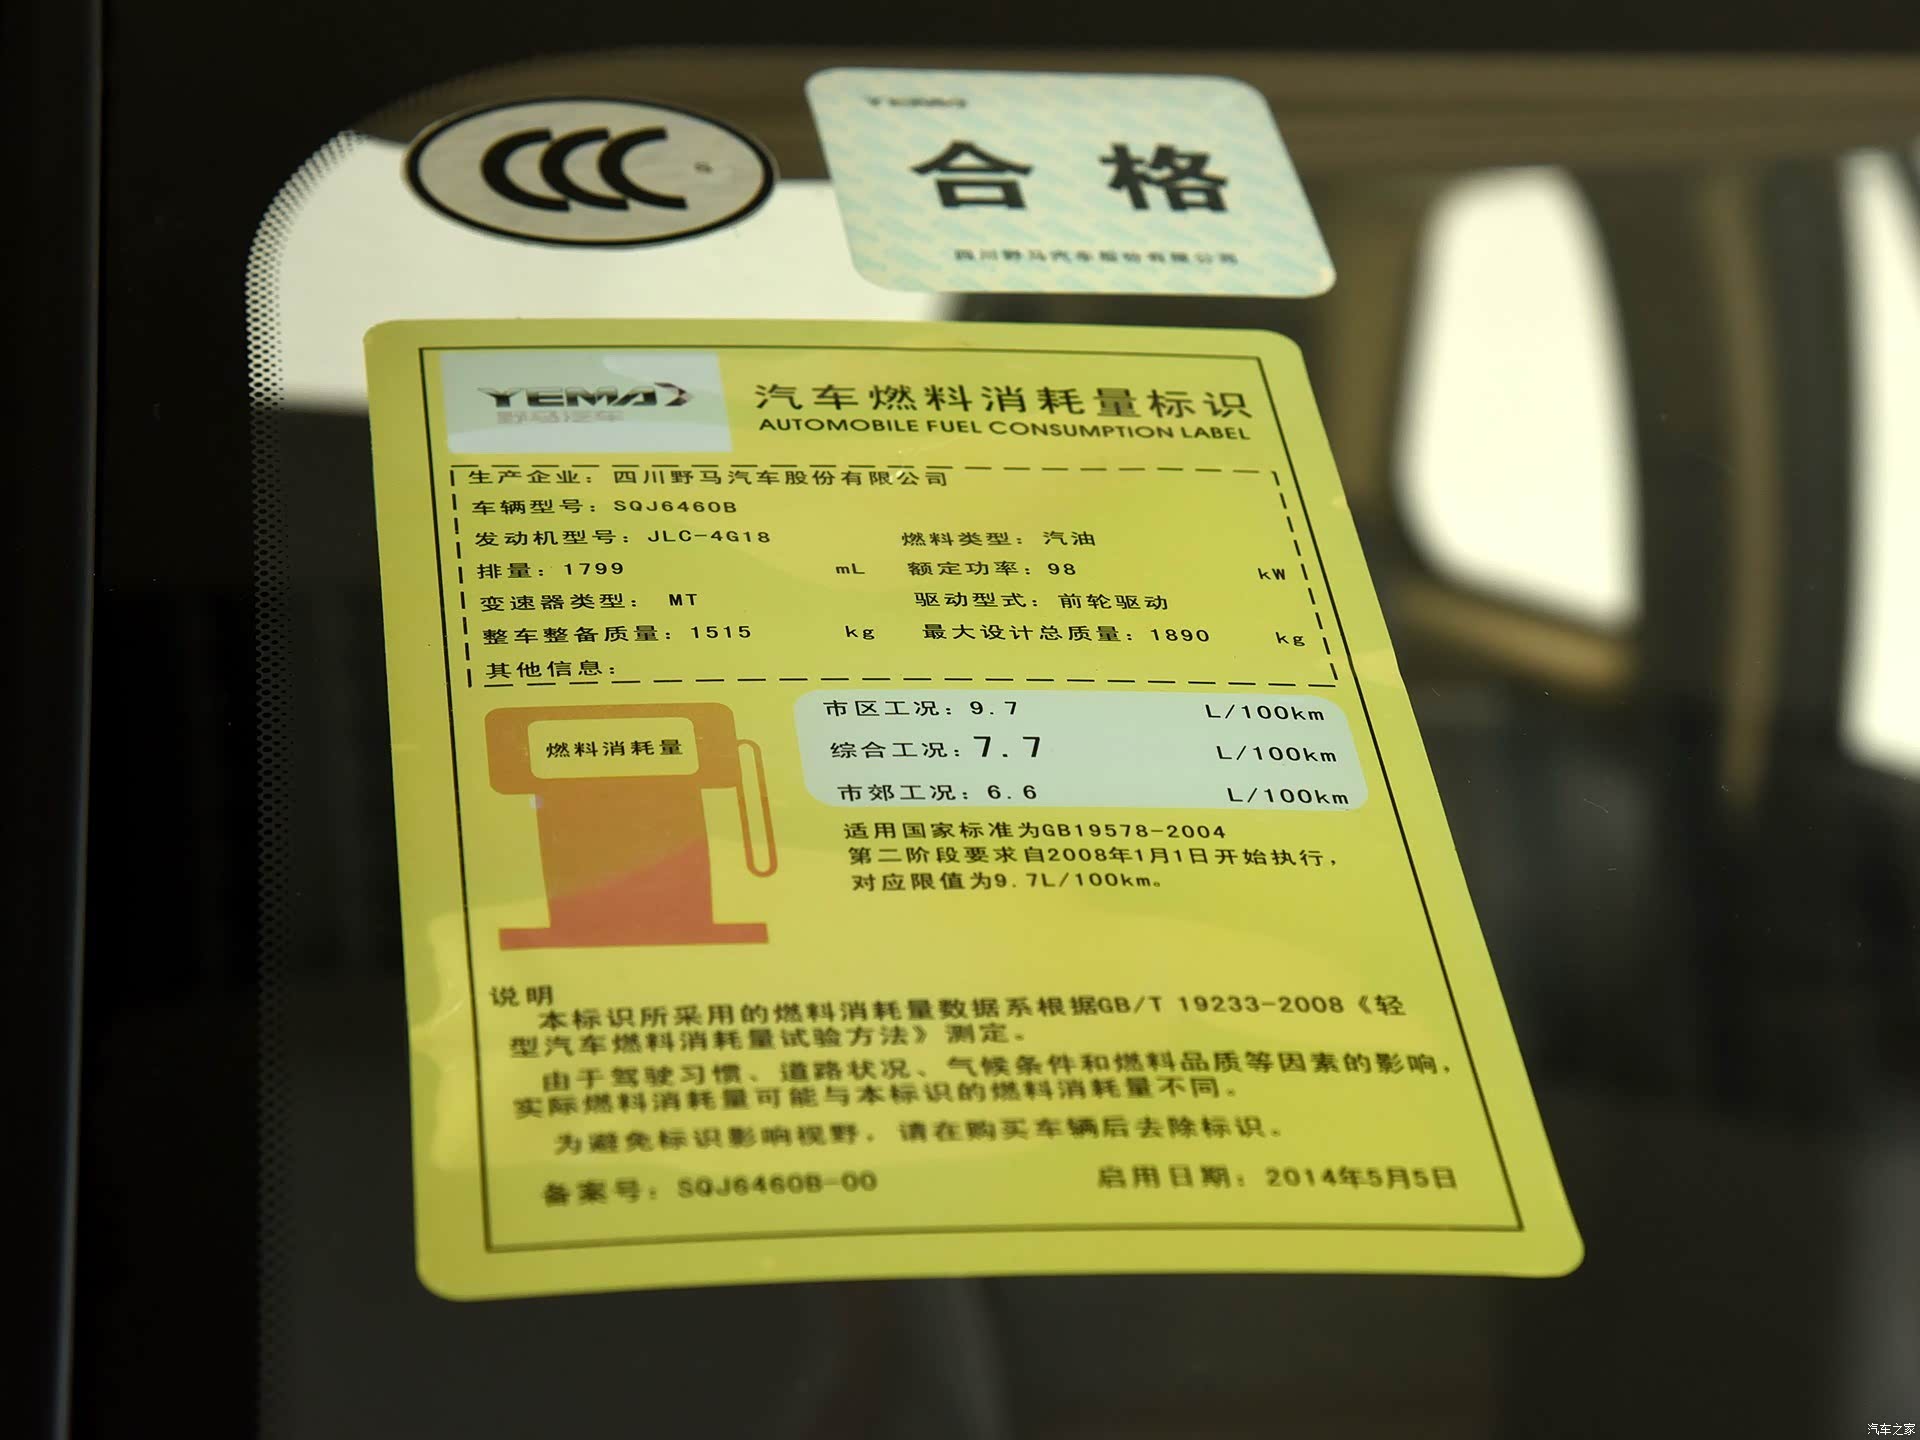 CCC
YEMA
合格
四川野马汽车股份有限公司
YEMA
野马汽车
汽车燃料消耗量标识
AUTOMOBILE FUEL CONSUMPTION LABEL
生产企业：四川野马汽车股份有限公司
车辆型号：SQJ6460B
发动机型号：JLC-4G18 燃料类型：汽油
排量：1799 mL 额定功率：98 kW
变速器类型： MT 驱动型式：前轮驱动
整车整备质量：1515 kg 最大设计总质量：1890 kg
其他信息：
燃料消耗量
市区工况：9.7 L/100km
综合工况：7.7 L/100km
市郊工况：6.6 L/100km
适用国家标准为GB19578-2004
第二阶段要求自2008年1月1日开始执行，
对应限值为9.7L/100km。
说明
本标识所采用的燃料消耗量数据系根据GB/T 19233-2008《轻
型汽车燃料消耗量试验方法》测定。
由于驾驶习惯、道路状况、气候条件和燃料品质等因素的影响，
实际燃料消耗量可能与本标识的燃料消耗量不同。
为避免标识影响视野，请在购买车辆后去除标识。
备案号：SQJ6460B-00 启用日期：2014年5月5日
汽车之家